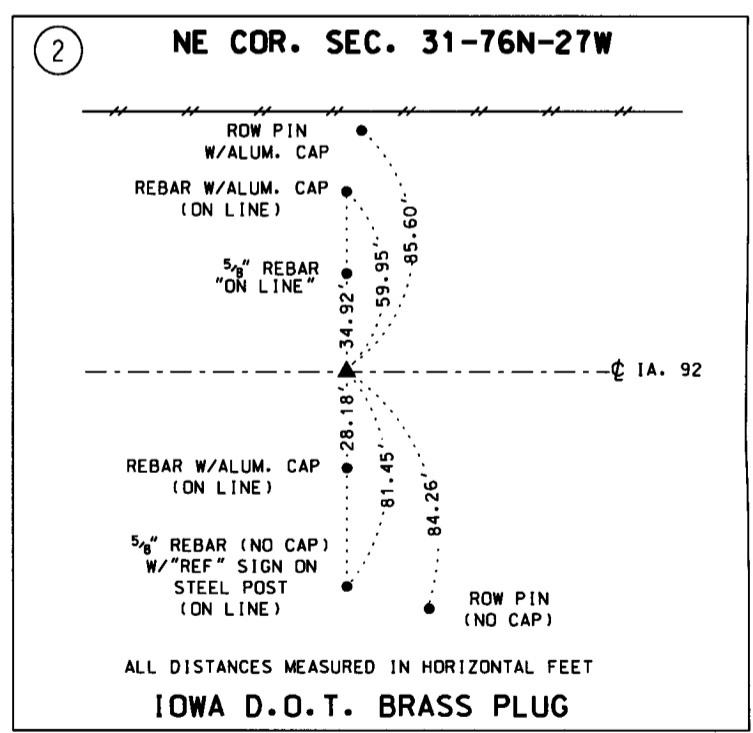 2
NE COR. SEC. 31-76N-27W
ROW PIN
W/ALUM. CAP
REBAR W/ALUM. CAP
(ON LINE)
85.60'
59.95'
5/8" REBAR
"ON LINE"
34.92'
℄ IA. 92
28.18'
REBAR W/ALUM. CAP
(ON LINE)
81.45'
84.26'
5/8" REBAR (NO CAP)
W/"REF" SIGN ON
STEEL POST
(ON LINE)
ROW PIN
(NO CAP)
ALL DISTANCES MEASURED IN HORIZONTAL FEET
IOWA D.O.T. BRASS PLUG